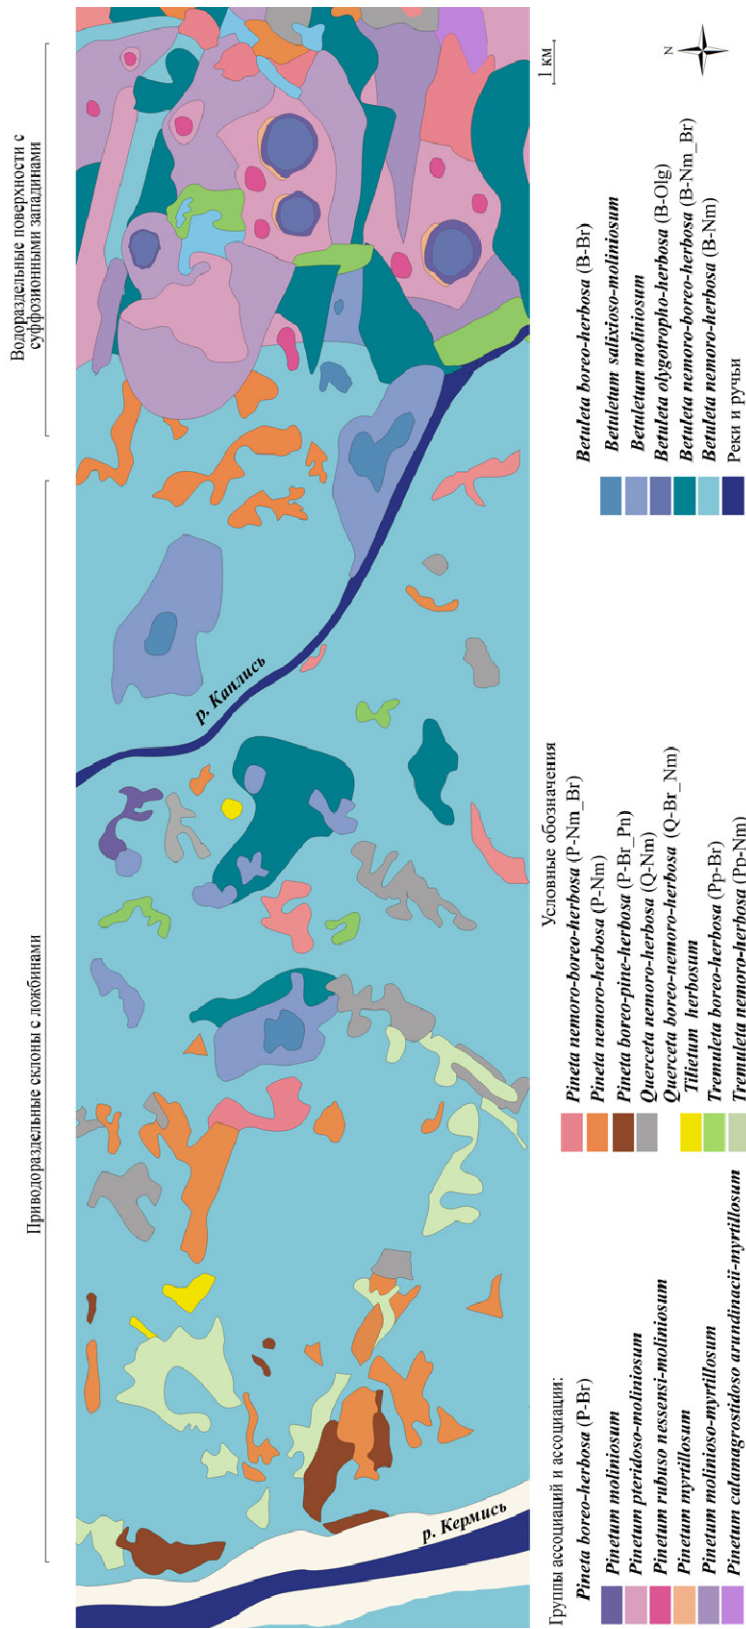 Приводораздельные склоны с ложбинами
Водораздельные поверхности с
суффозионными западинами
р. Кермись
р. Каплись
1 км
N
Условные обозначения
Группы ассоциаций и ассоциации:
Pineta boreo-herbosa (P-Br)
Pinetum moliniosum
Pinetum pteridoso-moliniosum
Pinetum rubuso nessensi-moliniosum
Pinetum myrtillosum
Pinetum molinioso-myrtillosum
Pinetum calamagrostidoso arundinacii-myrtillosum
Pineta nemoro-boreo-herbosa (P-Nm_Br)
Pineta nemoro-herbosa (P-Nm)
Pineta boreo-pine-herbosa (P-Br_Pn)
Querceta nemoro-herbosa (Q-Nm)
Querceta boreo-nemoro-herbosa (Q-Br_Nm)
Tilietum herbosum
Tremuleta boreo-herbosa (Pp-Br)
Tremuleta nemoro-herbosa (Pp-Nm)
Betuleta boreo-herbosa (B-Br)
Betuletum salixioso-moliniosum
Betuletum moliniosum
Betuleta olygotropho-herbosa (B-Olg)
Betuleta nemoro-boreo-herbosa (B-Nm_Br)
Betuleta nemoro-herbosa (B-Nm)
Реки и ручьи